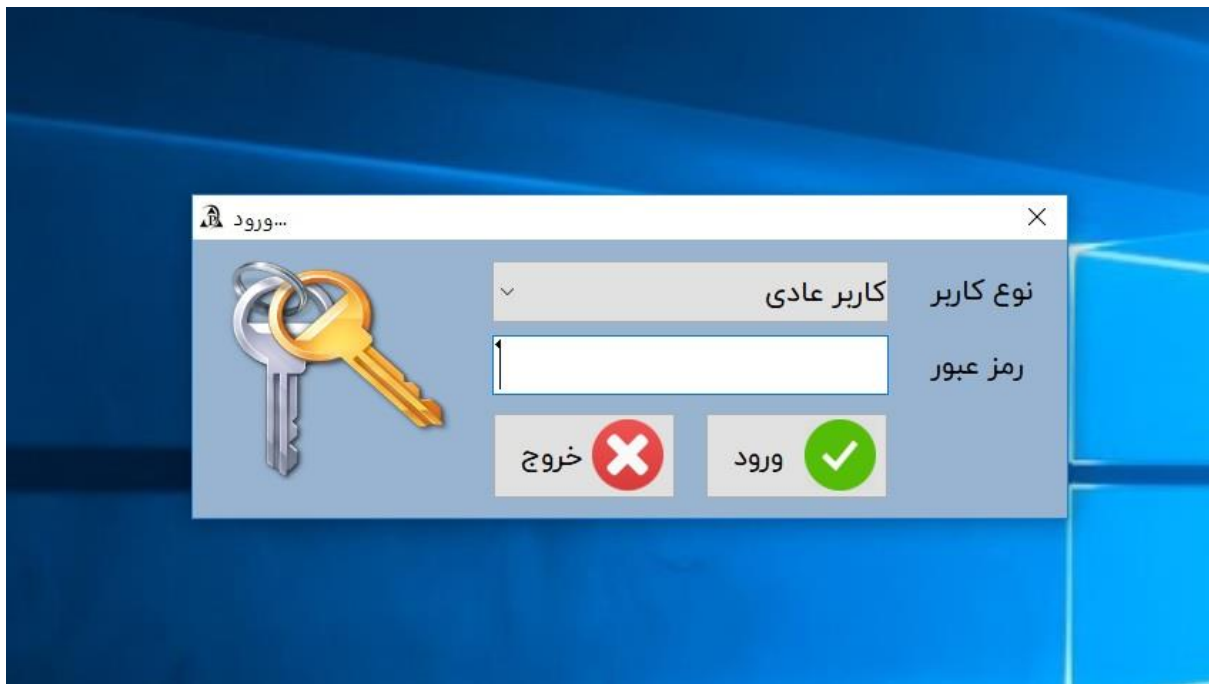 ورود...
نوع کاربر
کاربر عادی
رمز عبور
ورود
خروج